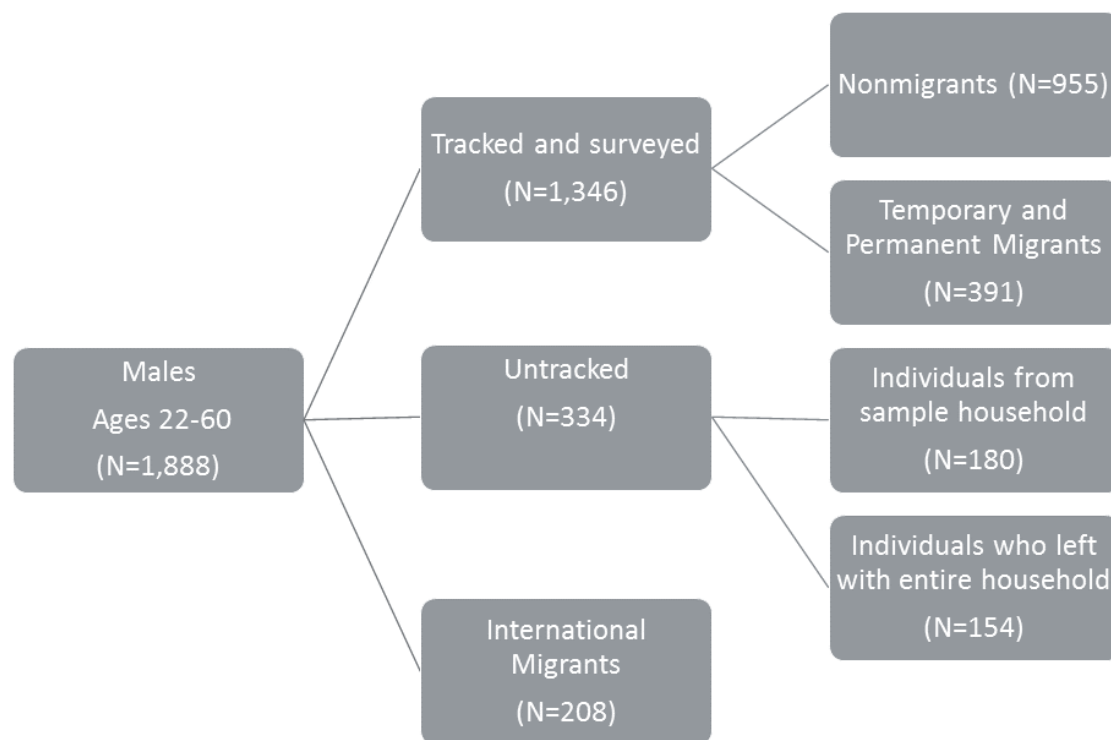 Males
Ages 22-60
(N=1,888)
Tracked and surveyed
(N=1,346)
Nonmigrants (N=955)
Temporary and
Permanent Migrants
(N=391)
Untracked
(N=334)
Individuals from
sample household
(N=180)
Individuals who left
with entire household
(N=154)
International
Migrants
(N=208)